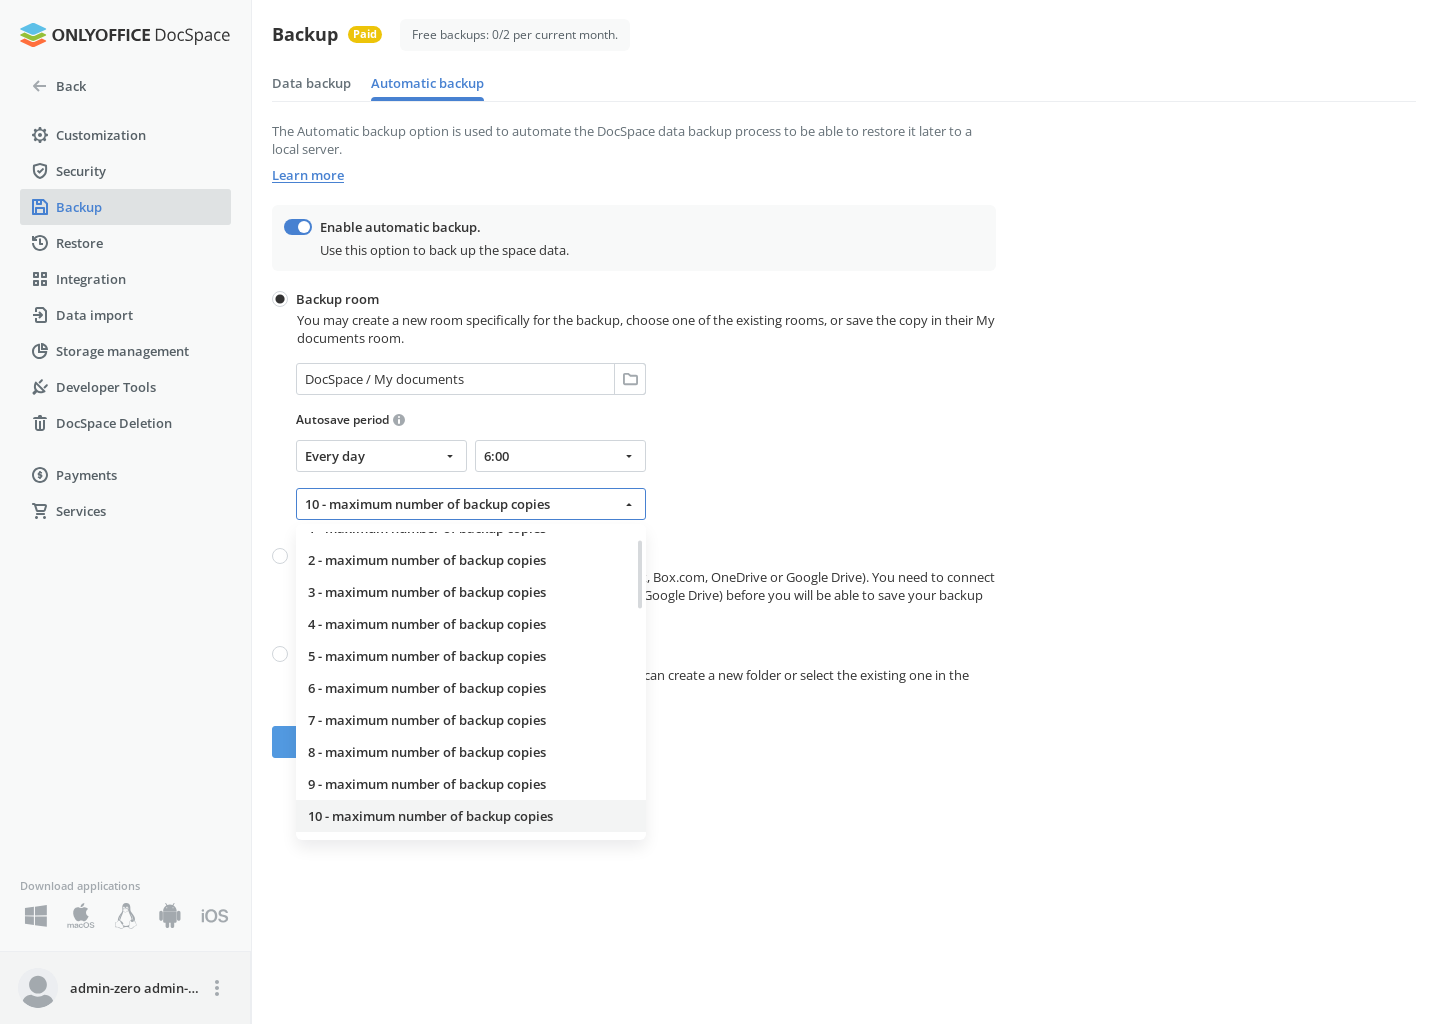 ONLYOFFICE DocSpace
Back
Customization
Security
Backup
Restore
Integration
Data import
Storage management
Developer Tools
DocSpace Deletion
Payments
Services
Download applications
macOS
iOS
admin-zero admin-...
Backup
Paid
Free backups: 0/2 per current month.
Data backup
Automatic backup
The Automatic backup option is used to automate the DocSpace data backup process to be able to restore it later to a
local server.
Learn more
Enable automatic backup.
Use this option to back up the space data.
Backup room
You may create a new room specifically for the backup, choose one of the existing rooms, or save the copy in their My
documents room.
DocSpace / My documents
Autosave period
Every day
6:00
10 - maximum number of backup copies
1 - maximum number of backup copies
2 - maximum number of backup copies
, Box.com, OneDrive or Google Drive). You need to connect
3 - maximum number of backup copies
Google Drive) before you will be able to save your backup
4 - maximum number of backup copies
5 - maximum number of backup copies
can create a new folder or select the existing one in the
6 - maximum number of backup copies
7 - maximum number of backup copies
8 - maximum number of backup copies
9 - maximum number of backup copies
10 - maximum number of backup copies